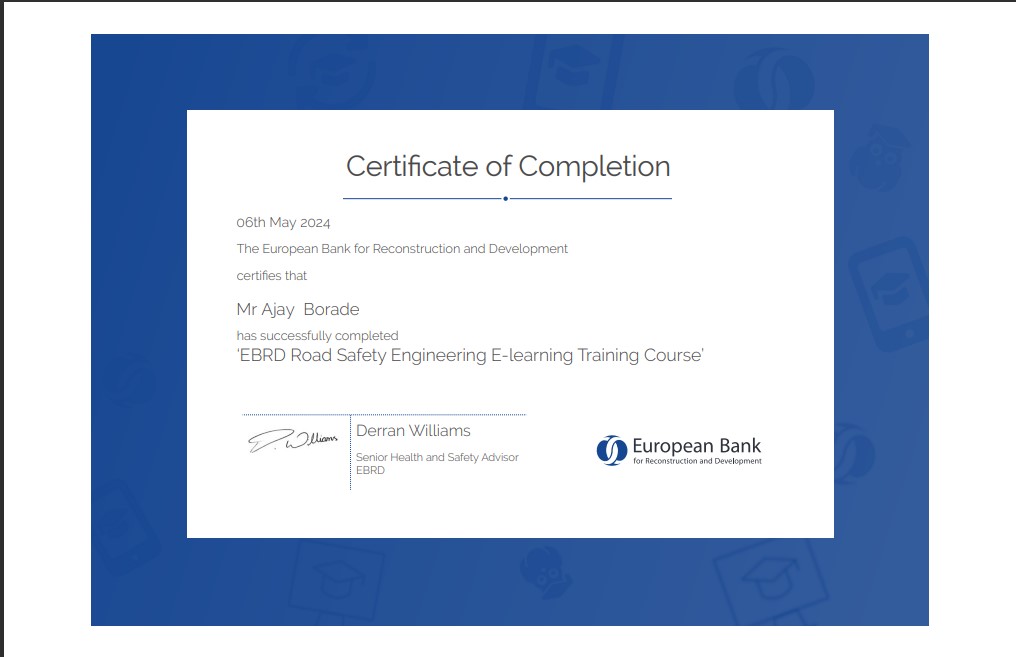 Certificate of Completion
06th May 2024
The European Bank for Reconstruction and Development
certifies that
Mr Ajay  Borade
has successfully completed
‘EBRD Road Safety Engineering E-learning Training Course’
D. Williams
Derran Williams
Senior Health and Safety Advisor
EBRD
European Bank
for Reconstruction and Development